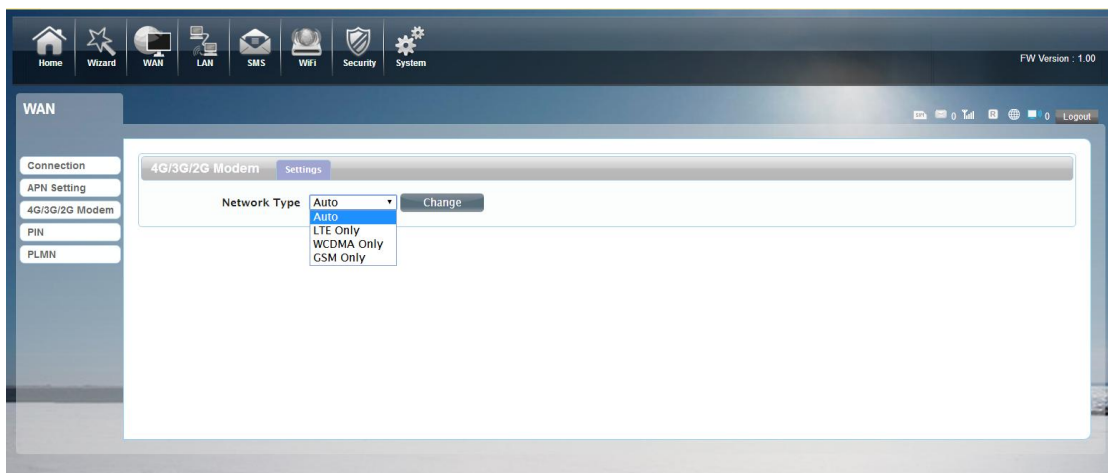 Home Wizard WAN LAN SMS WiFi Security System
FW Version : 1.00
WAN
0 0 Logout
Connection
APN Setting
4G/3G/2G Modem
PIN
PLMN
4G/3G/2G Modem Settings
Network Type Auto Change
Auto
LTE Only
WCDMA Only
GSM Only